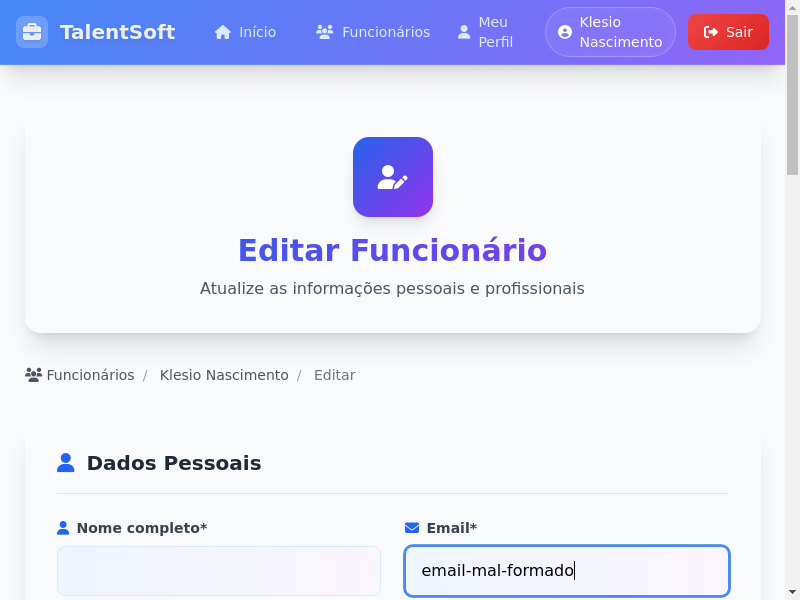 TalentSoft
Início
Funcionários
Meu
Perfil
Klesio
Nascimento
Sair
Editar Funcionário
Atualize as informações pessoais e profissionais
Funcionários / Klesio Nascimento / Editar
Dados Pessoais
Nome completo*
Email*
email-mal-formado